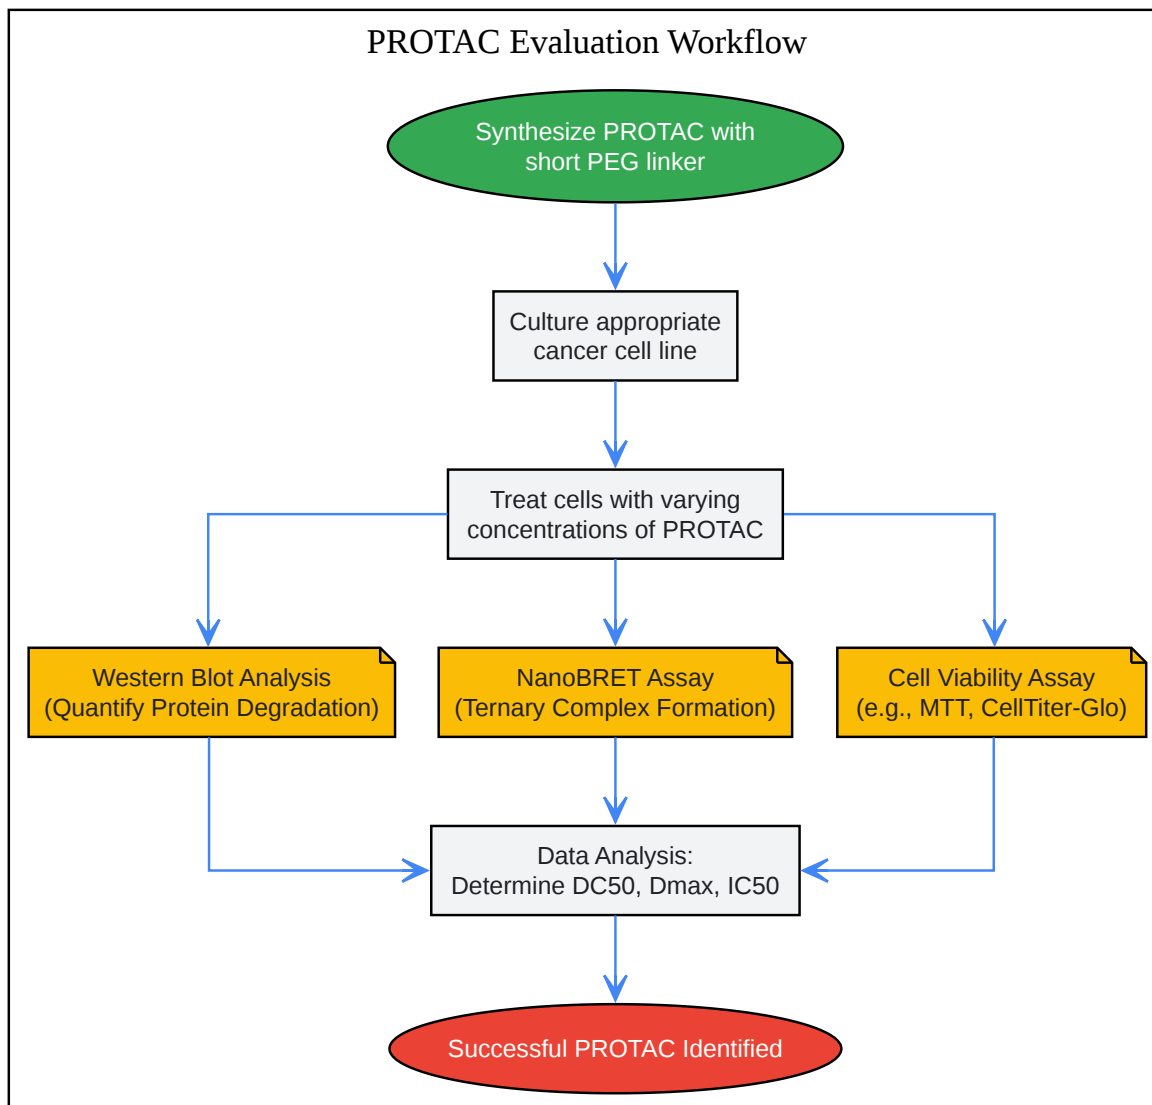 PROTAC Evaluation Workflow
Synthesize PROTAC with
short PEG linker
Culture appropriate
cancer cell line
Treat cells with varying
concentrations of PROTAC
Western Blot Analysis
(Quantify Protein Degradation)
NanoBRET Assay
(Ternary Complex Formation)
Cell Viability Assay
(e.g., MTT, CellTiter-Glo)
Data Analysis:
Determine DC50, Dmax, IC50
Successful PROTAC Identified